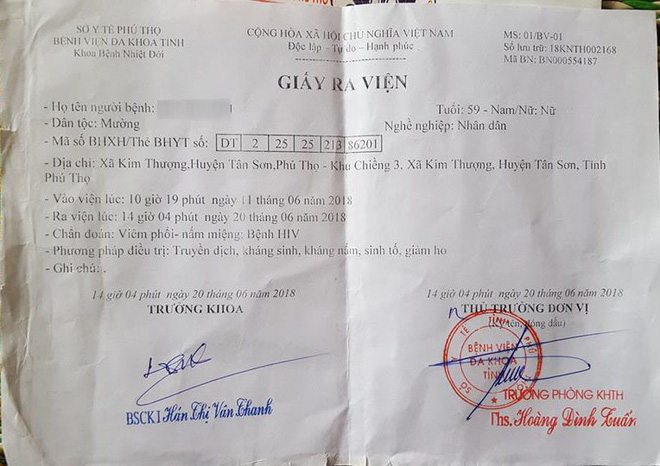 SỞ Y TẾ PHÚ THỌ
BỆNH VIỆN ĐA KHOA TỈNH
Khoa Bệnh Nhiệt Đới
CỘNG HÒA XÃ HỘI CHỦ NGHĨA VIỆT NAM
Độc lập - Tự do - Hạnh phúc
MS: 01/BV-01
Số lưu trữ: 18KNTH002168
Mã BN: BN000554187
GIẤY RA VIỆN
- Họ tên người bệnh:
Tuổi: 59 - Nam/Nữ: Nữ
- Dân tộc: Mường
Nghề nghiệp: Nhân dân
- Mã số BHXH/Thẻ BHYT số: DT 2 25 25 213 86201
- Địa chỉ: Xã Kim Thượng,Huyện Tân Sơn,Phú Thọ - Khu Chiềng 3, Xã Kim Thượng, Huyện Tân Sơn, Tỉnh
Phú Thọ
- Vào viện lúc: 10 giờ 19 phút ngày 11 tháng 06 năm 2018
- Ra viện lúc: 14 giờ 04 phút ngày 20 tháng 06 năm 2018
- Chẩn đoán: Viêm phổi- nấm miệng: Bệnh HIV
- Phương pháp điều trị: Truyền dịch, kháng sinh, kháng nấm, sinh tố, giảm ho
- Ghi chú: .
14 giờ 04 phút ngày 20 tháng 06 năm 2018
TRƯỞNG KHOA
14 giờ 04 phút ngày 20 tháng 06 năm 2018
THỦ TRƯỞNG ĐƠN VỊ
(Ký tên, đóng dấu)
BỆNH VIỆN
ĐA KHOA
TỈNH
BSCKI Hán Thị Vân Thanh
TRƯỞNG PHÒNG KHTH
Ths. Hoàng Đình Tuấn